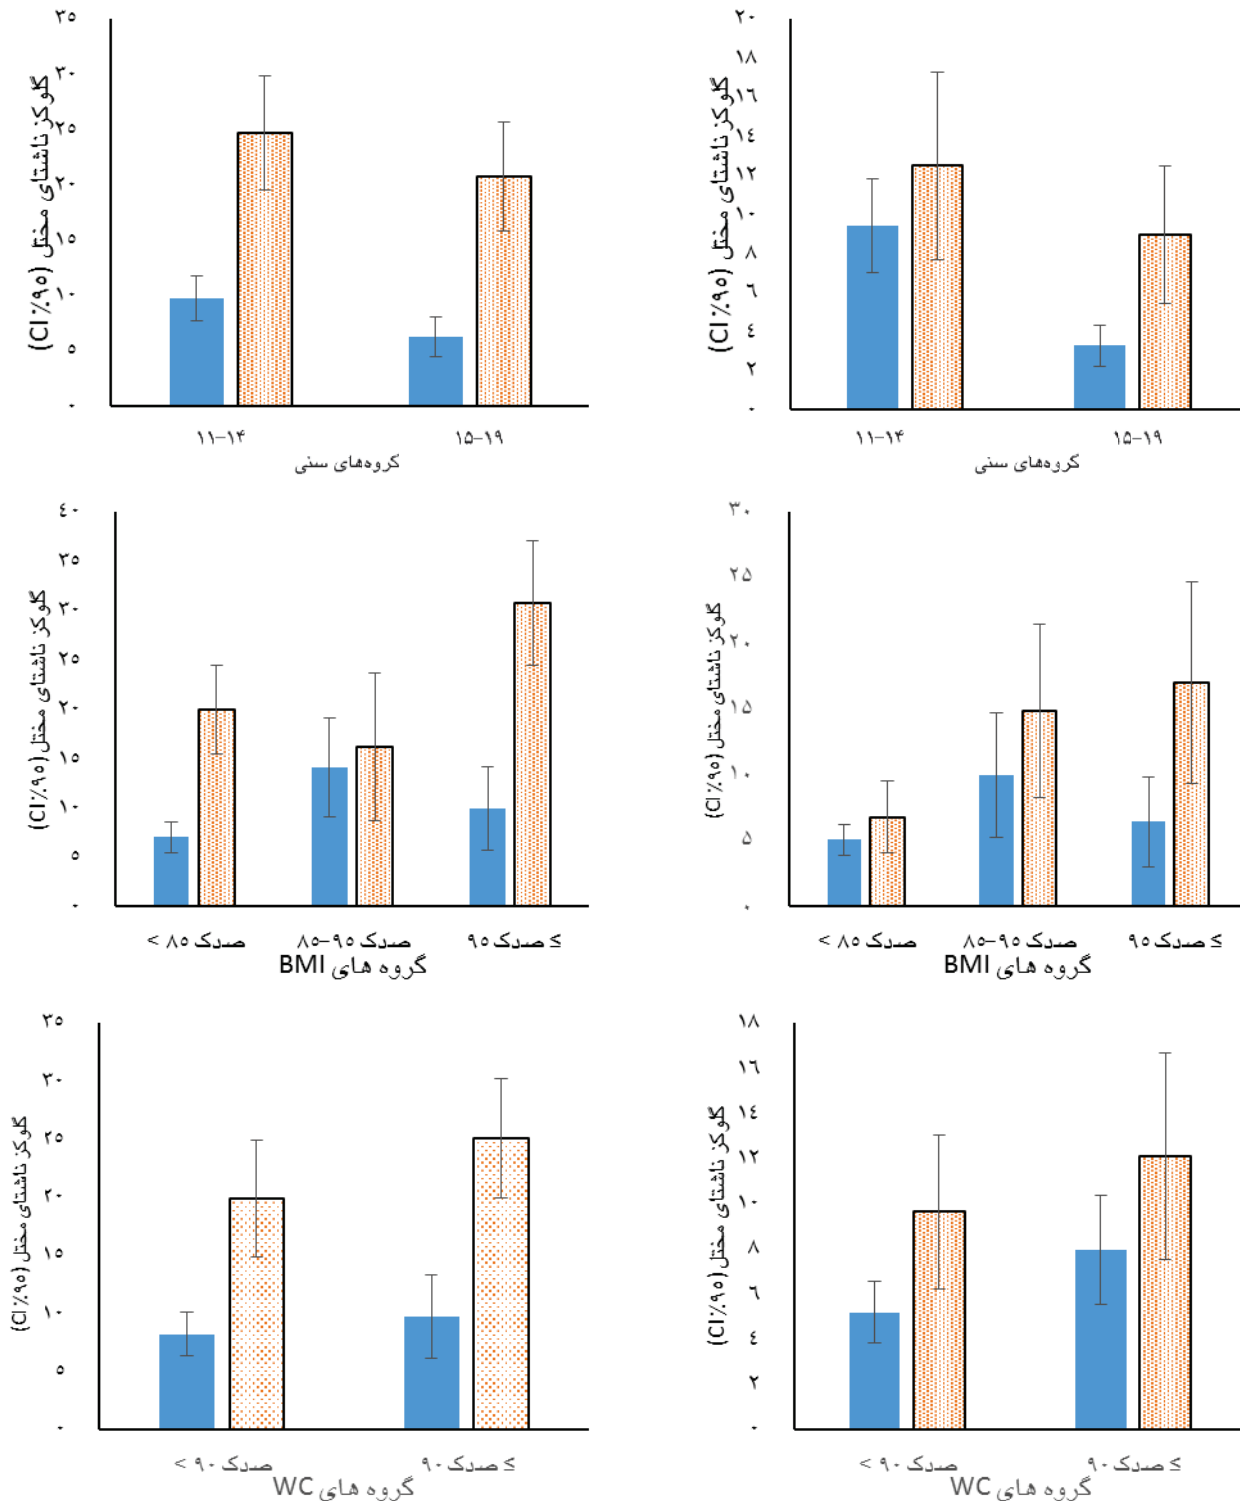 گلوکز ناشتای مختل (CI٪۹۵)
۳۵
۳۰
۲۵
۲۰
۱۵
۱۰
۵
۰
۱۱-۱۴
۱۵-۱۹
گروه‌های سنی
گلوکز ناشتای مختل (CI٪۹۵)
۲۰
۱۸
۱۶
۱۴
۱۲
۱۰
۸
۶
۴
۲
۰
۱۱-۱۴
۱۵-۱۹
گروه‌های سنی
گلوکز ناشتای مختل (CI٪۹۵)
٤۰
۳۵
۳۰
۲۵
۲۰
۱۵
۱۰
۵
۰
صدک ۸۵ >
صدک ۹۵-۸۵
≥ صدک ۹۵
گروه های BMI
گلوکز ناشتای مختل (CI٪۹۵)
۳۰
۲۵
۲۰
۱۵
۱۰
۵
۰
صدک ۸۵ >
صدک ۹۵-۸۵
≥ صدک ۹۵
گروه های BMI
گلوکز ناشتای مختل (CI٪۹۵)
۳۵
۳۰
۲۵
۲۰
۱۵
۱۰
۵
۰
صدک ۹۰ >
≥ صدک ۹۰
گروه های WC
گلوکز ناشتای مختل (CI٪۹۵)
۱۸
۱٦
۱٤
۱۲
۱۰
۸
٦
٤
۲
۰
صدک ۹۰ >
≥ صدک ۹۰
گروه های WC